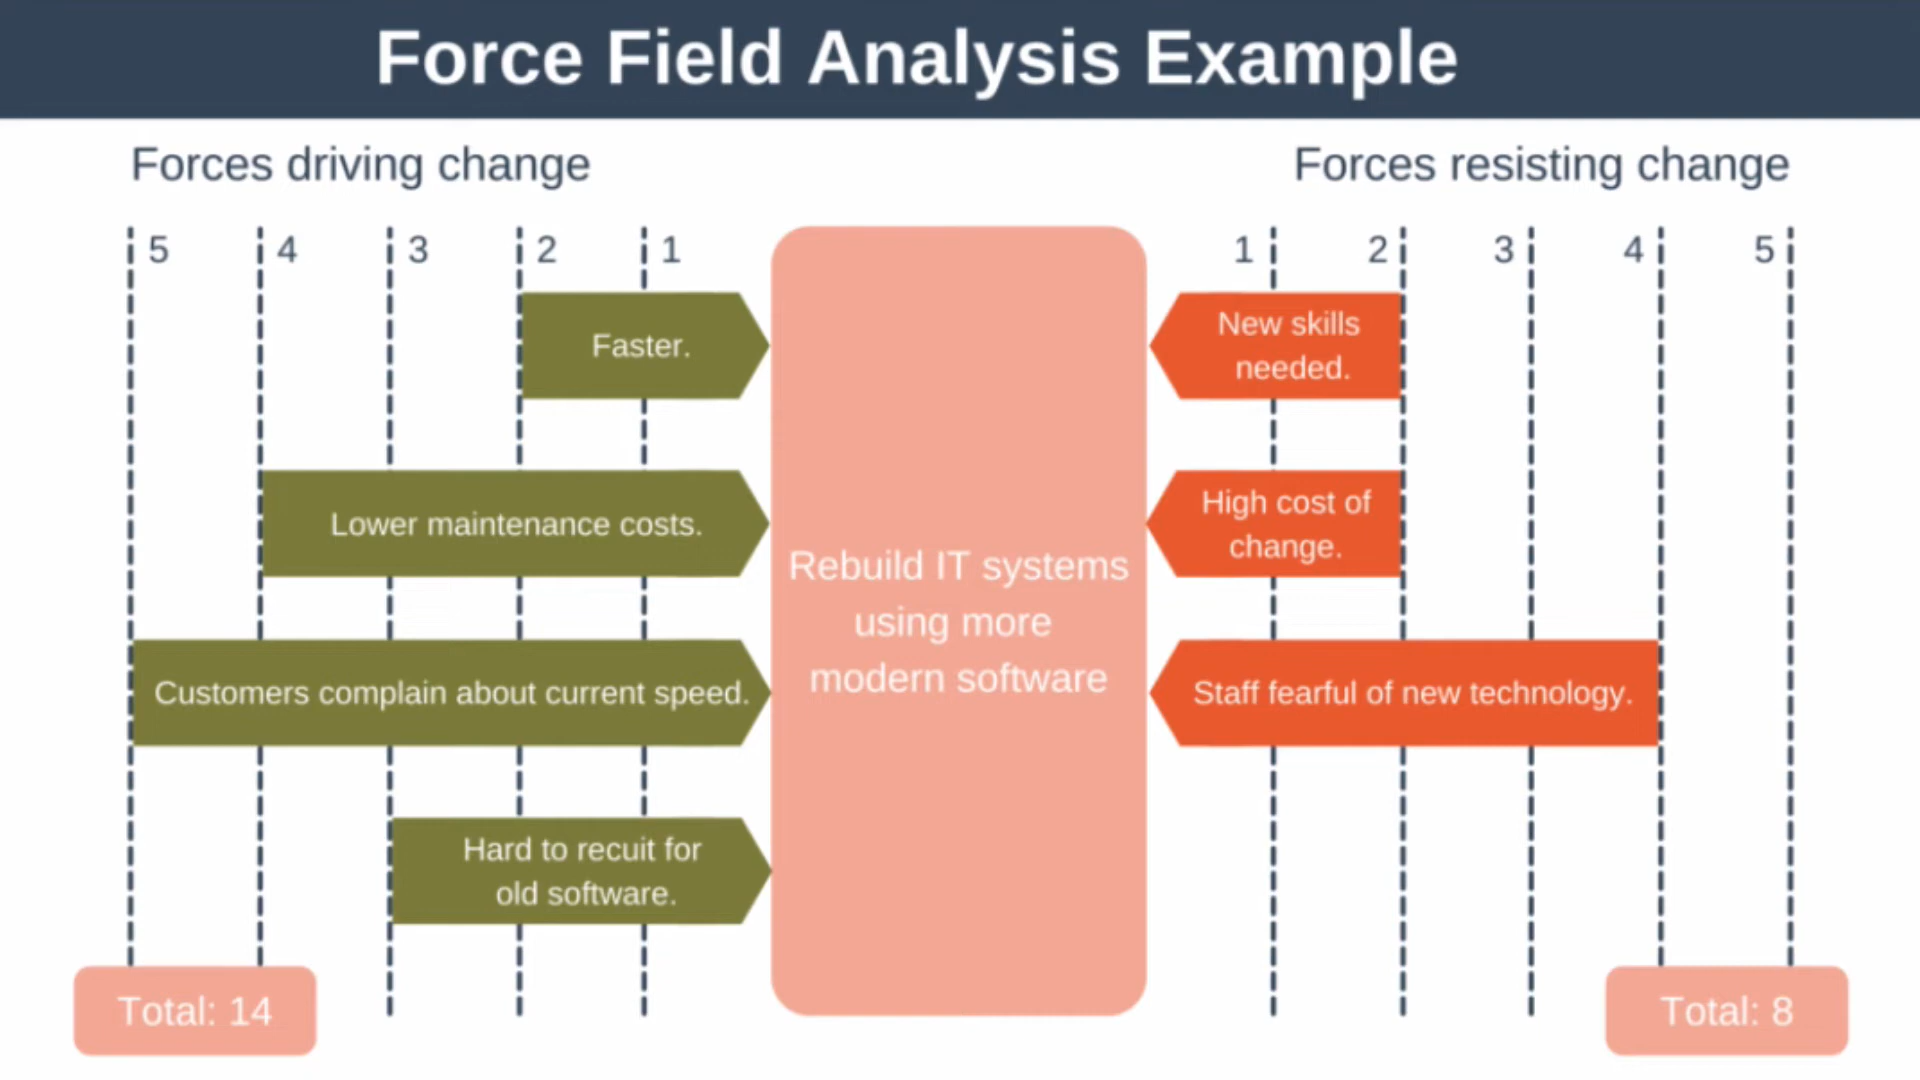 Force Field Analysis Example
Forces driving change
Forces resisting change
5 4 3 2 1
1 2 3 4 5
Faster.
New skills
needed.
Lower maintenance costs.
High cost of
change.
Rebuild IT systems
using more
modern software
Customers complain about current speed.
Staff fearful of new technology.
Hard to recuit for
old software.
Total: 14
Total: 8